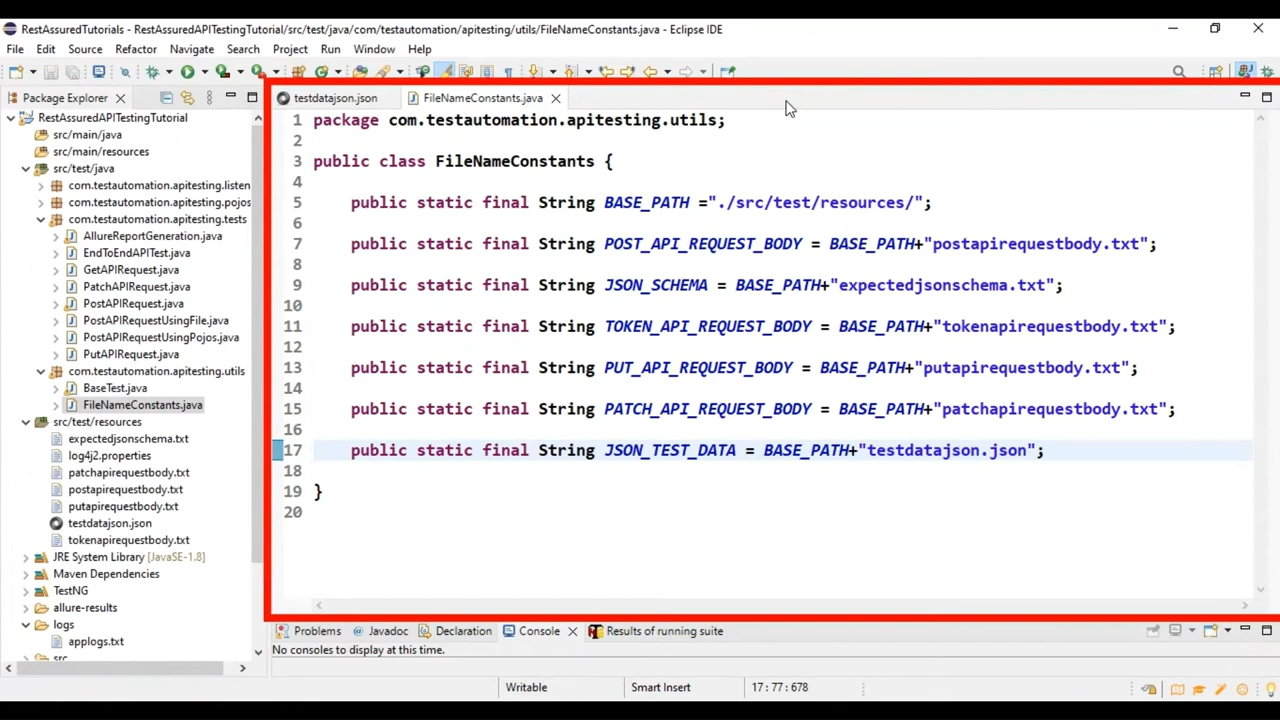 RestAssuredTutorials - RestAssuredAPITestingTutorial/src/test/java/com/testautomation/apitesting/utils/FileNameConstants.java - Eclipse IDE
File Edit Source Refactor Navigate Search Project Run Window Help
Package Explorer
RestAssuredAPITestingTutorial
src/main/java
src/main/resources
src/test/java
com.testautomation.apitesting.listen
com.testautomation.apitesting.pojos
com.testautomation.apitesting.tests
AllureReportGeneration.java
EndToEndAPITest.java
GetAPIRequest.java
PatchAPIRequest.java
PostAPIRequest.java
PostAPIRequestUsingFile.java
PostAPIRequestUsingPojos.java
PutAPIRequest.java
com.testautomation.apitesting.utils
BaseTest.java
FileNameConstants.java
src/test/resources
expectedjsonschema.txt
log4j2.properties
patchapirequestbody.txt
postapirequestbody.txt
putapirequestbody.txt
testdatajson.json
tokenapirequestbody.txt
JRE System Library [JavaSE-1.8]
Maven Dependencies
TestNG
allure-results
logs
applogs.txt
src
testdatajson.json FileNameConstants.java
1 package com.testautomation.apitesting.utils;
2
3 public class FileNameConstants {
4
5 public static final String BASE_PATH ="./src/test/resources/";
6
7 public static final String POST_API_REQUEST_BODY = BASE_PATH+"postapirequestbody.txt";
8
9 public static final String JSON_SCHEMA = BASE_PATH+"expectedjsonschema.txt";
10
11 public static final String TOKEN_API_REQUEST_BODY = BASE_PATH+"tokenapirequestbody.txt";
12
13 public static final String PUT_API_REQUEST_BODY = BASE_PATH+"putapirequestbody.txt";
14
15 public static final String PATCH_API_REQUEST_BODY = BASE_PATH+"patchapirequestbody.txt";
16
17 public static final String JSON_TEST_DATA = BASE_PATH+"testdatajson.json";
18
19 }
20
Problems @ Javadoc Declaration Console Results of running suite
No consoles to display at this time.
Writable Smart Insert 17 : 77 : 678